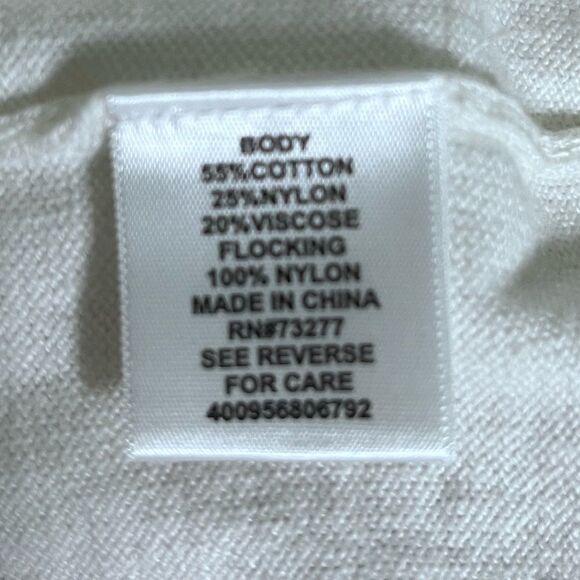 BODY
55%COTTON
25%NYLON
20%VISCOSE
FLOCKING
100% NYLON
MADE IN CHINA
RN#73277
SEE REVERSE
FOR CARE
400956806792